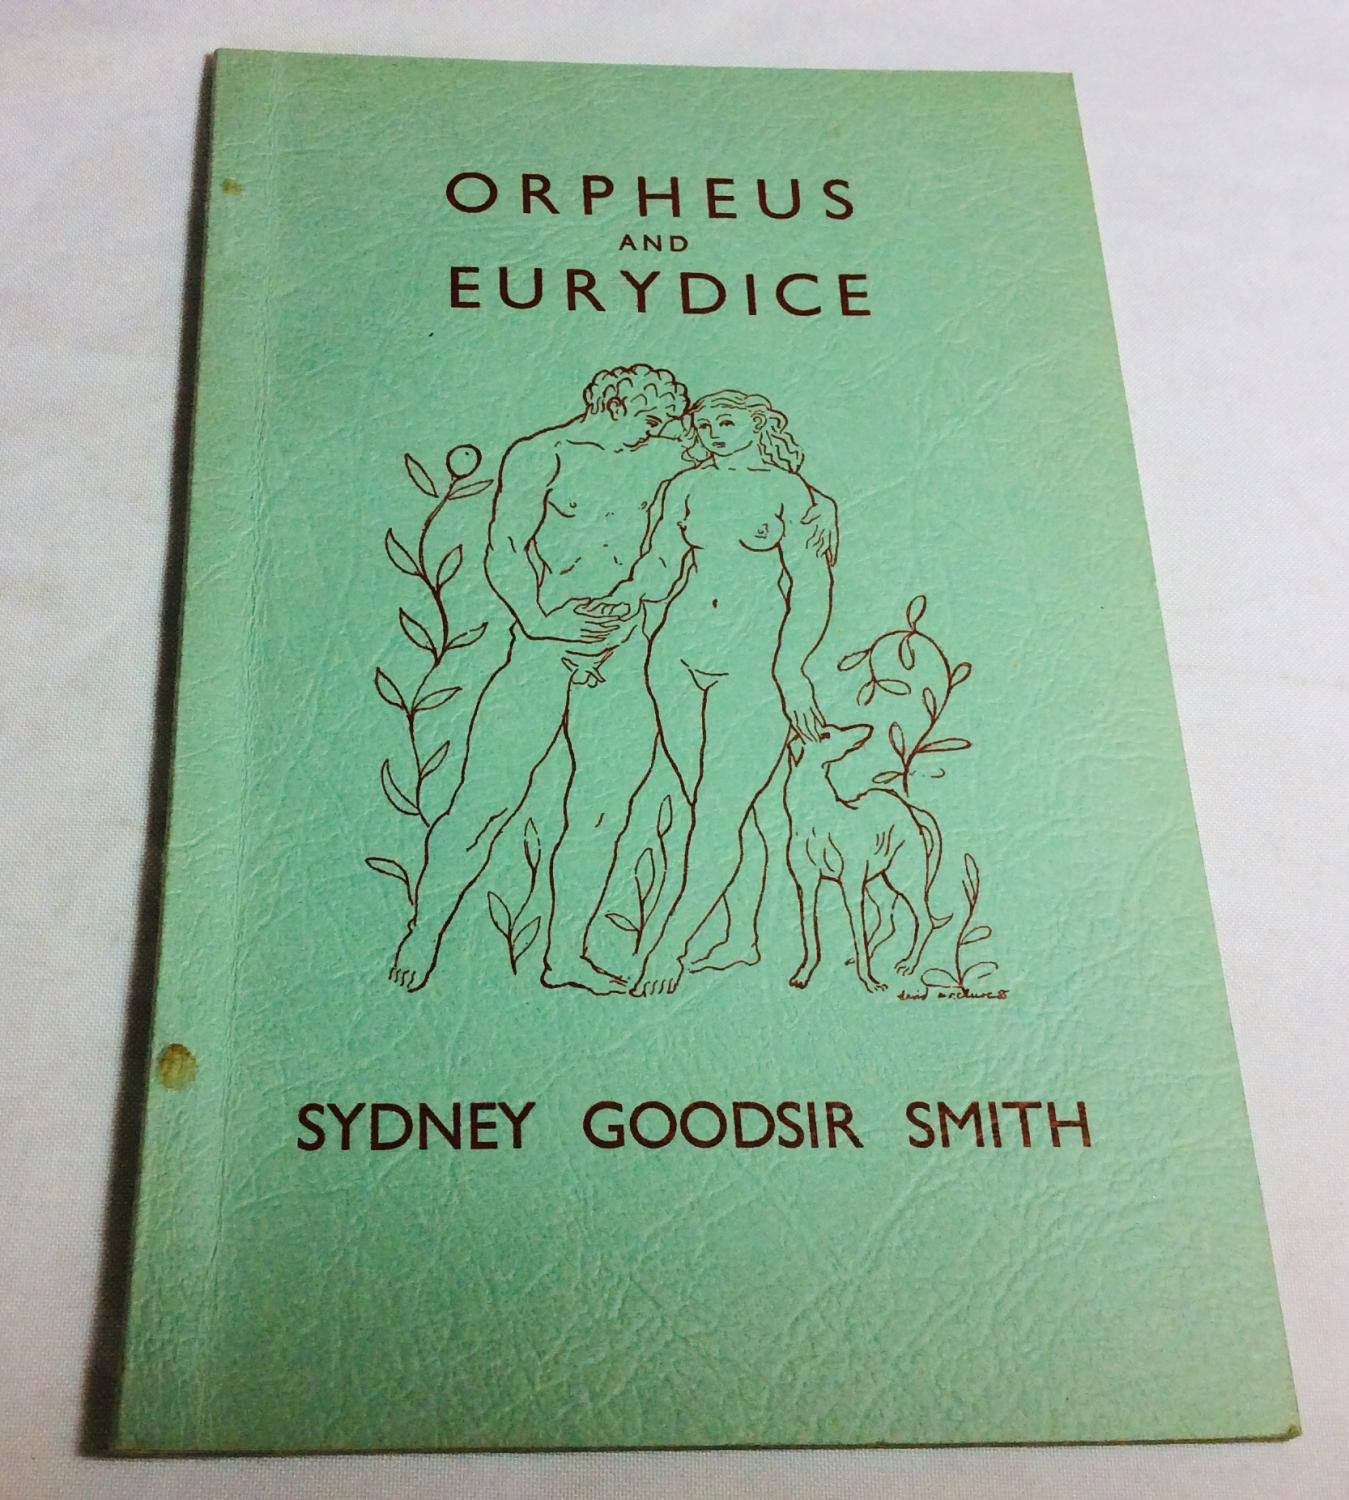 ORPHEUS
AND
EURYDICE
SYDNEY GOODSIR SMITH